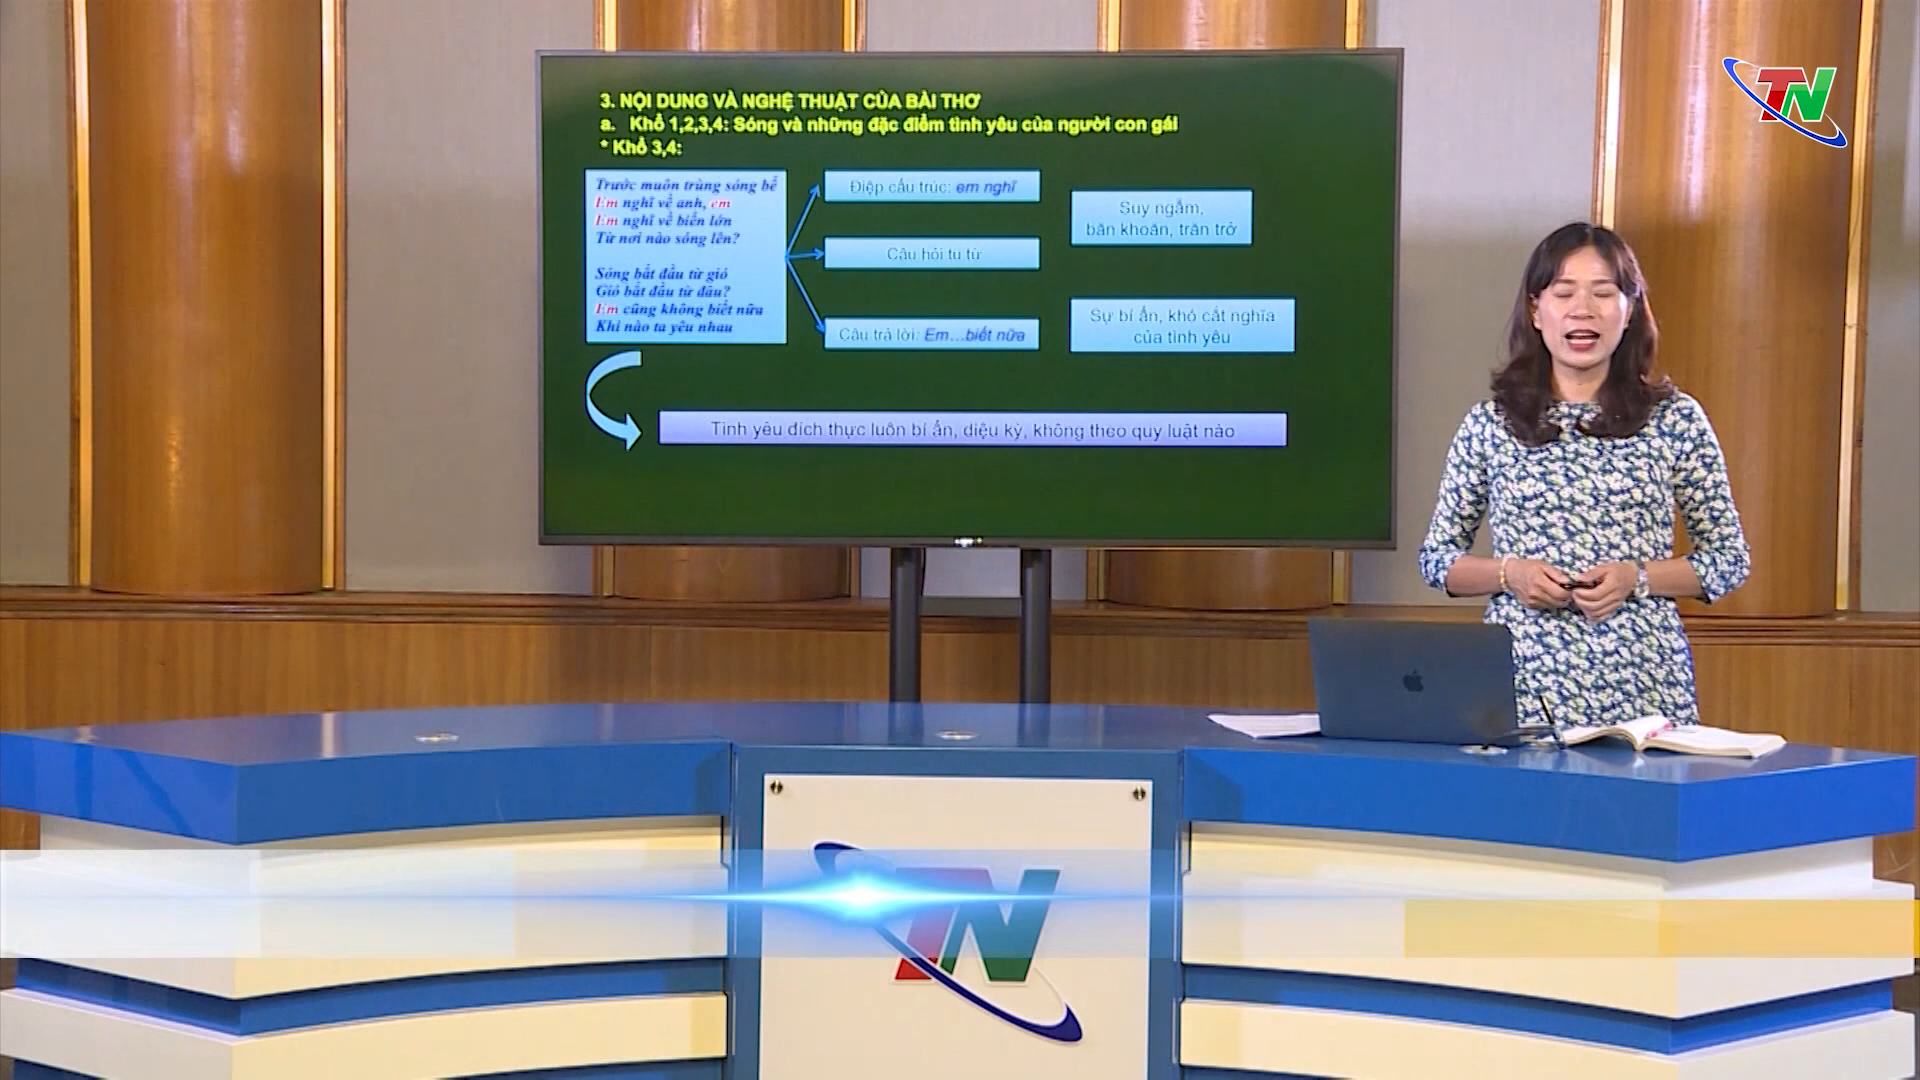 TN
3. NỘI DUNG VÀ NGHỆ THUẬT CỦA BÀI THƠ
a. Khổ 1,2,3,4: Sóng và những đặc điểm tình yêu của người con gái
* Khổ 3,4:
Trước muôn trùng sóng bể
Em nghĩ về anh, em
Em nghĩ về biển lớn
Từ nơi nào sóng lên?
Sóng bắt đầu từ gió
Gió bắt đầu từ đâu?
Em cũng không biết nữa
Khi nào ta yêu nhau
Điệp cấu trúc: em nghĩ
Câu hỏi tu từ
Câu trả lời: Em...biết nữa
Suy ngẫm,
băn khoăn, trăn trở
Sự bí ẩn, khó cắt nghĩa
của tình yêu
Tình yêu đích thực luôn bí ẩn, diệu kỳ, không theo quy luật nào
TN